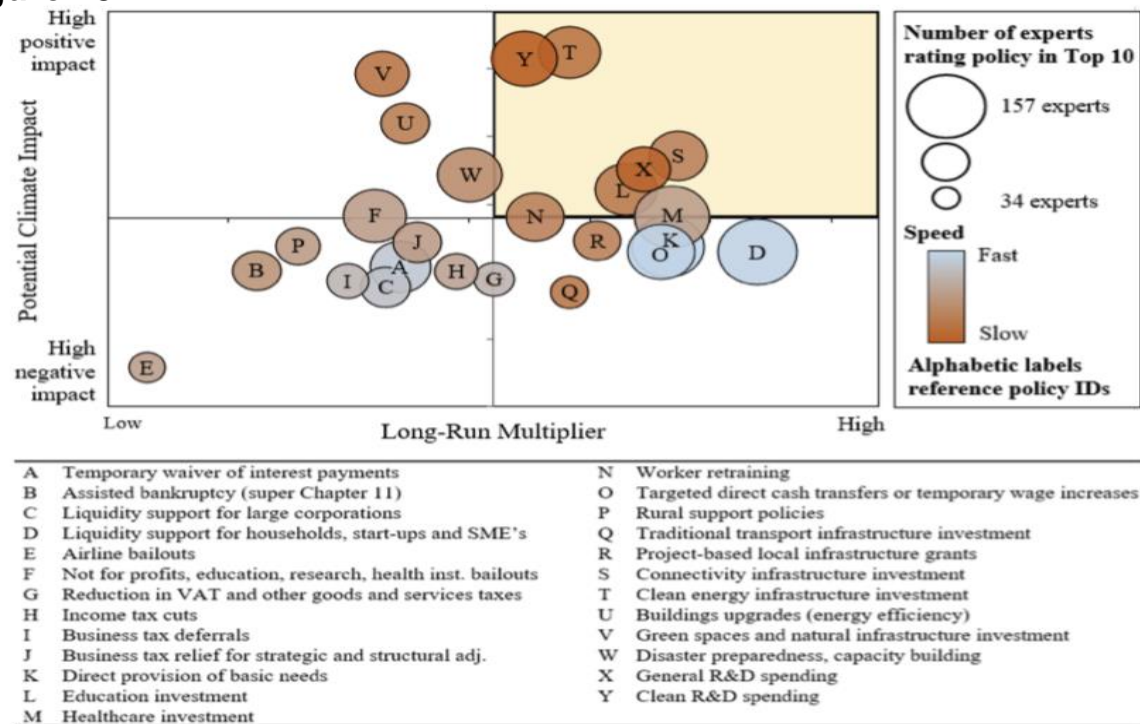 High
positive
impact
Potential Climate Impact
High
negative
impact
Y
T
V
U
W
S
X
L
F
N
M
P
J
R
K
O
D
B
A
H
I
C
G
Q
E
Low
Long-Run Multiplier
High
Number of experts
rating policy in Top 10
157 experts
34 experts
Speed
Fast
Slow
Alphabetic labels
reference policy IDs
A Temporary waiver of interest payments
B Assisted bankruptcy (super Chapter 11)
C Liquidity support for large corporations
D Liquidity support for households, start-ups and SME's
E Airline bailouts
F Not for profits, education, research, health inst. bailouts
G Reduction in VAT and other goods and services taxes
H Income tax cuts
I Business tax deferrals
J Business tax relief for strategic and structural adj.
K Direct provision of basic needs
L Education investment
M Healthcare investment
N Worker retraining
O Targeted direct cash transfers or temporary wage increases
P Rural support policies
Q Traditional transport infrastructure investment
R Project-based local infrastructure grants
S Connectivity infrastructure investment
T Clean energy infrastructure investment
U Buildings upgrades (energy efficiency)
V Green spaces and natural infrastructure investment
W Disaster preparedness, capacity building
X General R&D spending
Y Clean R&D spending